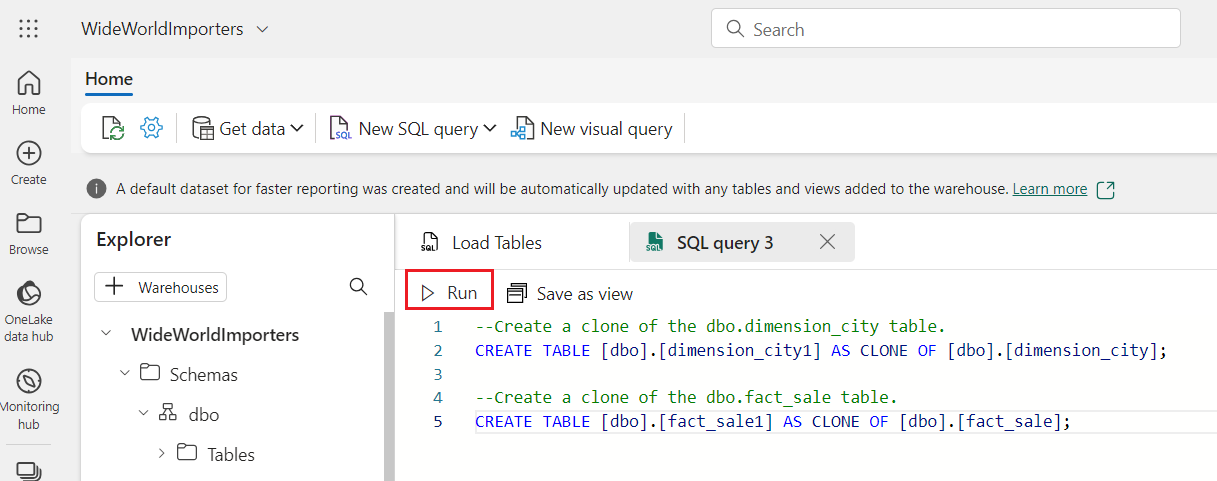 WideWorldImporters
Search
Home
Home
Get data
SQL
New SQL query
New visual query
Create
A default dataset for faster reporting was created and will be automatically updated with any tables and views added to the warehouse. Learn more
Browse
Explorer
SQL
Load Tables
SQL
SQL query 3
+ Warehouses
Run
Save as view
OneLake
data hub
WideWorldImporters
Schemas
dbo
Tables
Monitoring
hub
1 --Create a clone of the dbo.dimension_city table.
2 CREATE TABLE [dbo].[dimension_city1] AS CLONE OF [dbo].[dimension_city];
3
4 --Create a clone of the dbo.fact_sale table.
5 CREATE TABLE [dbo].[fact_sale1] AS CLONE OF [dbo].[fact_sale];